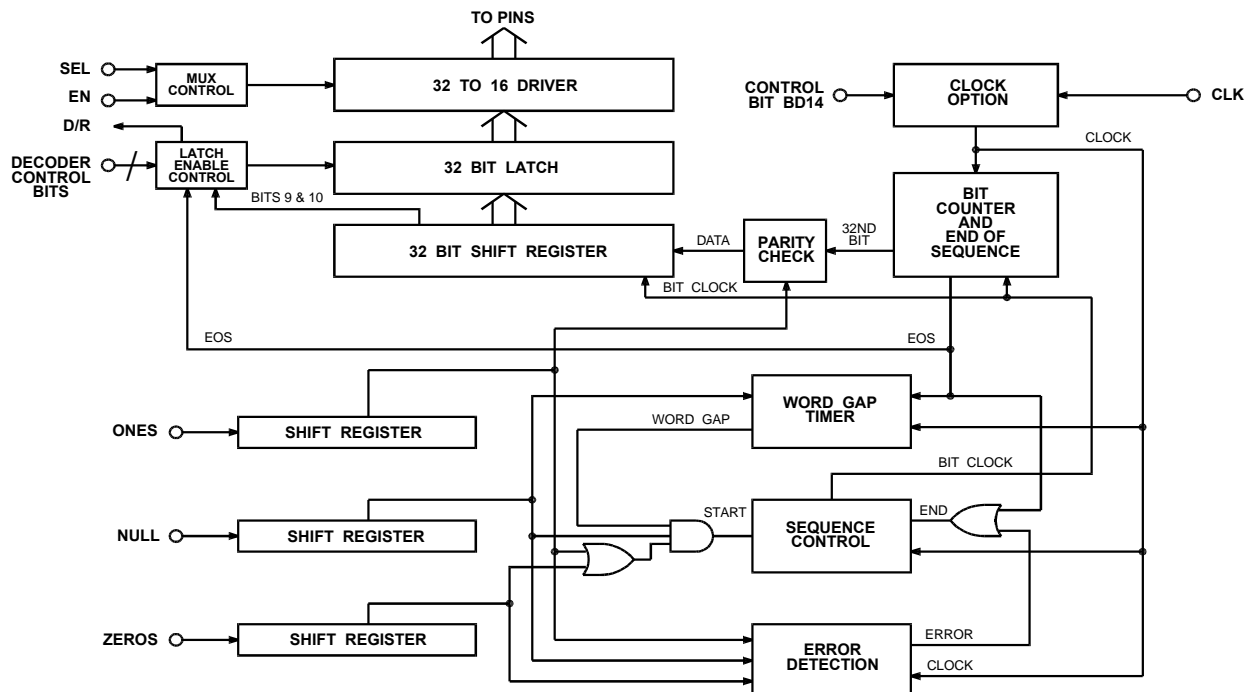 TO PINS
SEL
EN
MUX
CONTROL
32 TO 16 DRIVER
CONTROL
BIT BD14
CLOCK
OPTION
CLK
D/R
DECODER
CONTROL
BITS
LATCH
ENABLE
CONTROL
32 BIT LATCH
CLOCK
BITS 9 & 10
32 BIT SHIFT REGISTER
DATA
PARITY
CHECK
32ND
BIT
BIT
COUNTER
AND
END OF
SEQUENCE
BIT CLOCK
EOS
EOS
ONES
SHIFT REGISTER
WORD GAP
WORD GAP
TIMER
BIT CLOCK
NULL
SHIFT REGISTER
START
SEQUENCE
CONTROL
END
ZEROS
SHIFT REGISTER
ERROR
DETECTION
ERROR
CLOCK